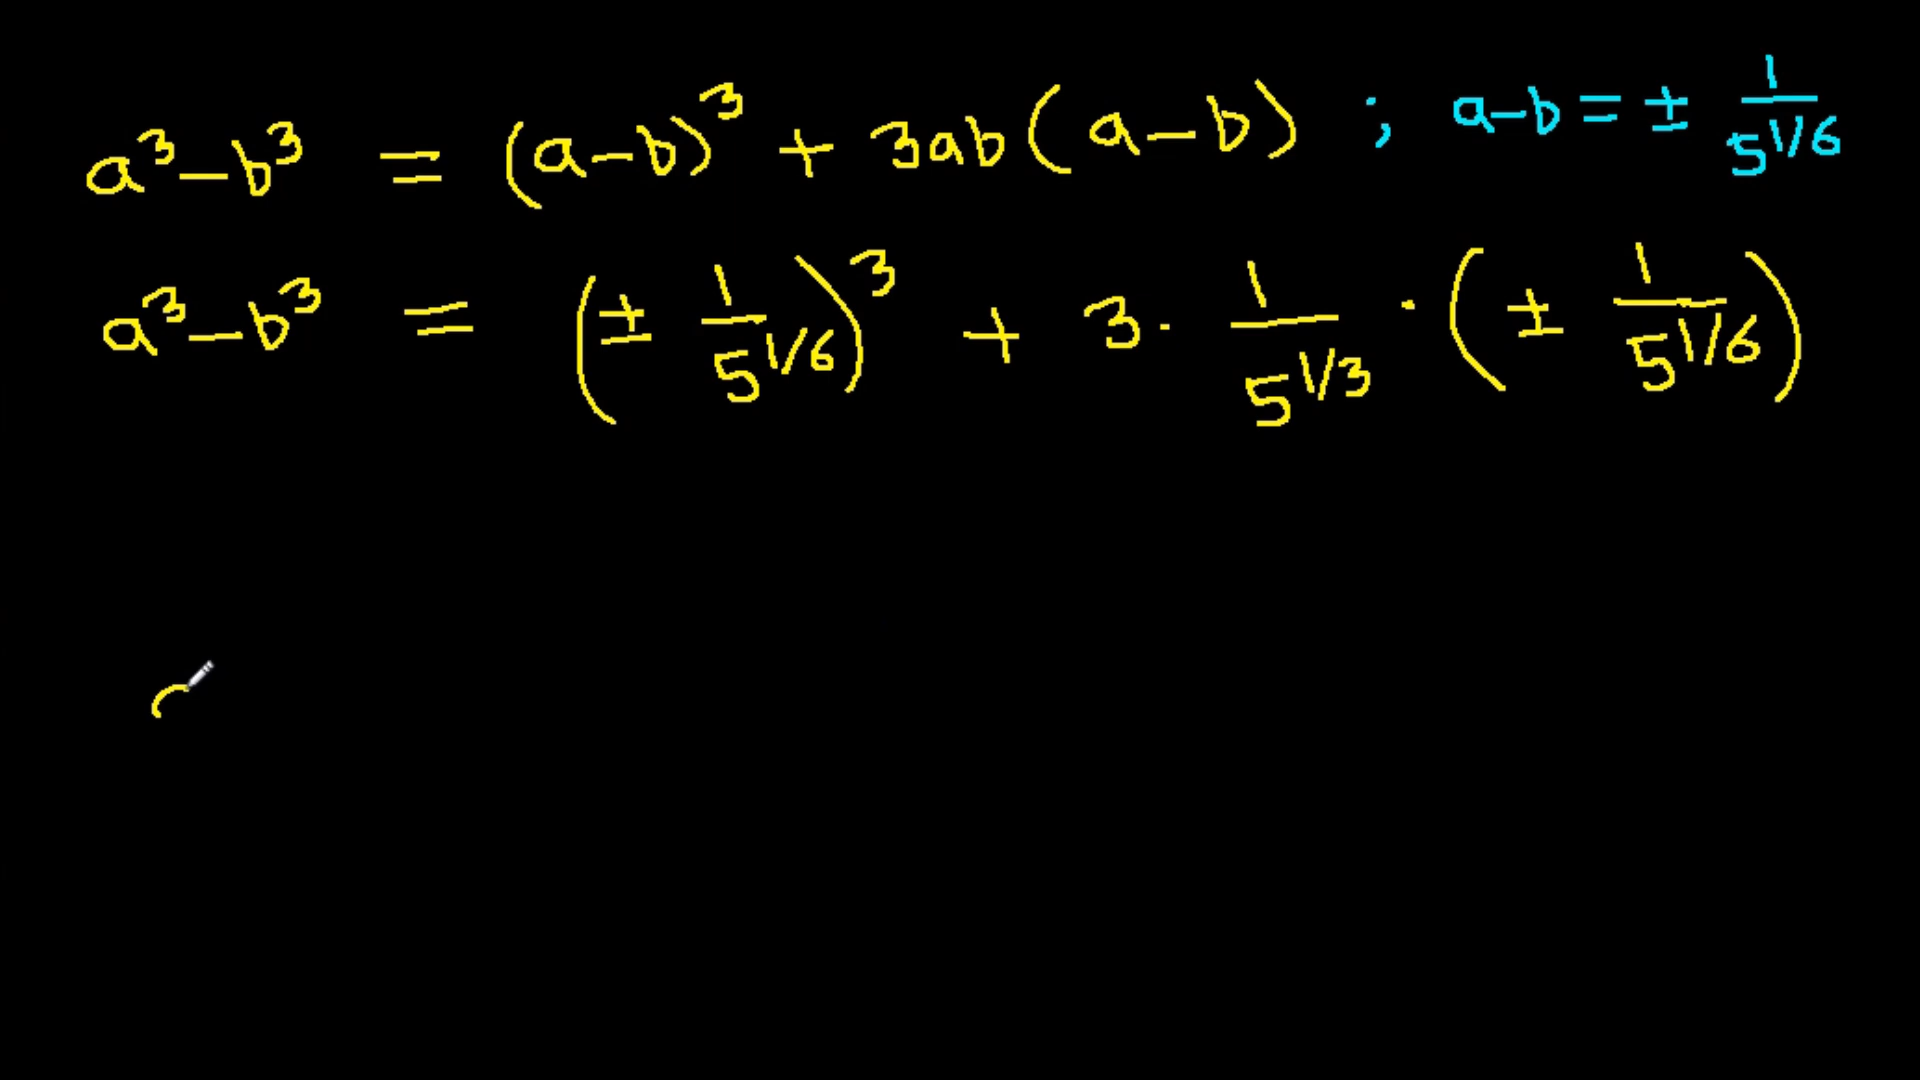 a³-b³ = (a-b)³ + 3ab(a-b) ; a-b = ± 1/5^1/6
a³-b³ = (± 1/5^1/6)³ + 3 · 1/5^1/3 · (± 1/5^1/6)